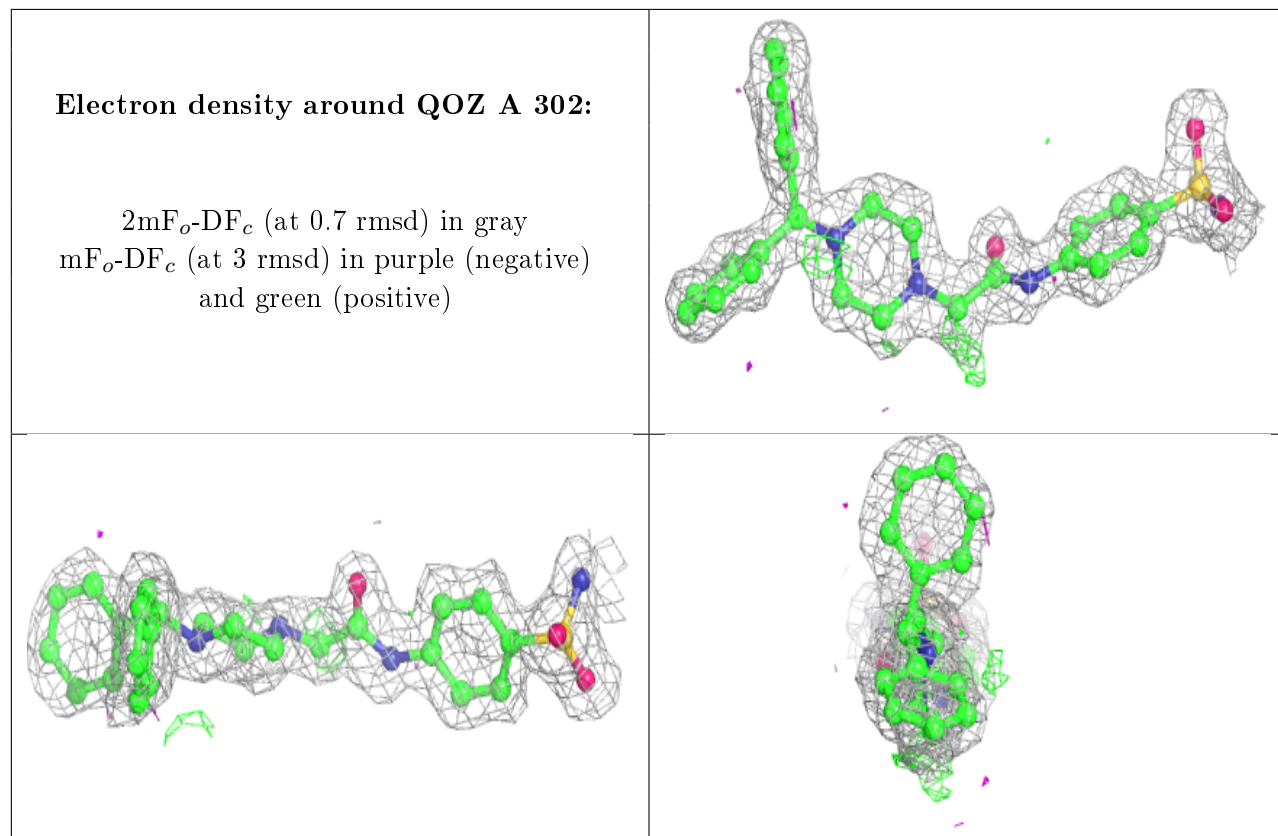 Electron density around QOZ A 302:
2mFo-DFc (at 0.7 rmsd) in gray
mFo-DFc (at 3 rmsd) in purple (negative)
and green (positive)